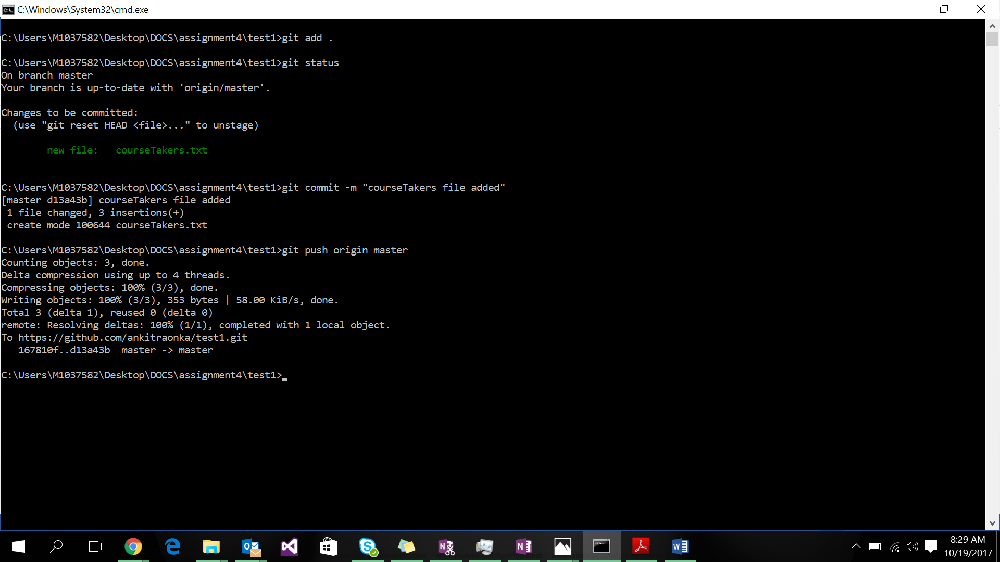 C:\Windows\System32\cmd.exe
C:\Users\M1037582\Desktop\DOCS\assignment4\test1>git add .
C:\Users\M1037582\Desktop\DOCS\assignment4\test1>git status
On branch master
Your branch is up-to-date with 'origin/master'.
Changes to be committed:
  (use "git reset HEAD <file>..." to unstage)
        new file:   courseTakers.txt
C:\Users\M1037582\Desktop\DOCS\assignment4\test1>git commit -m "courseTakers file added"
[master d13a43b] courseTakers file added
 1 file changed, 3 insertions(+)
 create mode 100644 courseTakers.txt
C:\Users\M1037582\Desktop\DOCS\assignment4\test1>git push origin master
Counting objects: 3, done.
Delta compression using up to 4 threads.
Compressing objects: 100% (3/3), done.
Writing objects: 100% (3/3), 353 bytes | 58.00 KiB/s, done.
Total 3 (delta 1), reused 0 (delta 0)
remote: Resolving deltas: 100% (1/1), completed with 1 local object.
To https://github.com/ankitraonka/test1.git
   167810f..d13a43b  master -> master
C:\Users\M1037582\Desktop\DOCS\assignment4\test1>
8:29 AM
10/19/2017